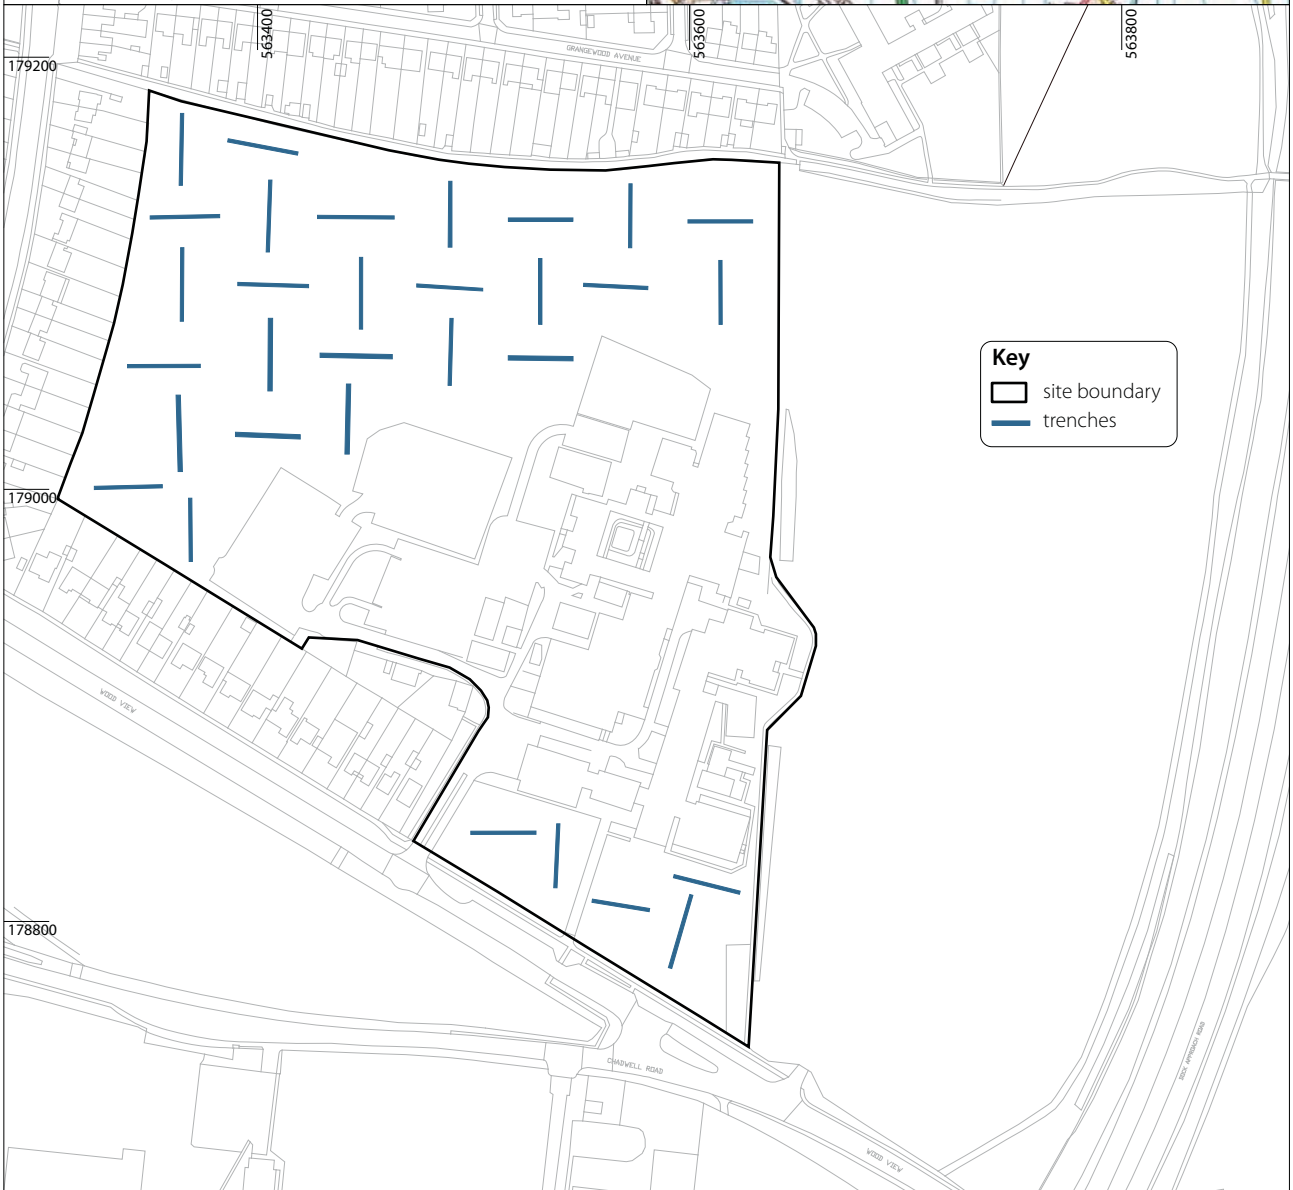 563400
563600
563800
179200
GRANGEWOOD AVENUE
Key
site boundary
trenches
179000
WOOD VIEW
178800
DOCK APPROACH ROAD
CHADWELL ROAD
WOOD VIEW